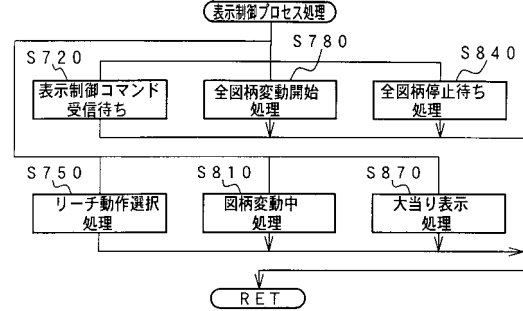 表示制御プロセス処理
S720
S780
S840
表示制御コマンド
受信待ち
全図柄変動開始
処理
全図柄停止待ち
処理
S750
S810
S870
リーチ動作選択
処理
図柄変動中
処理
大当り表示
処理
RET